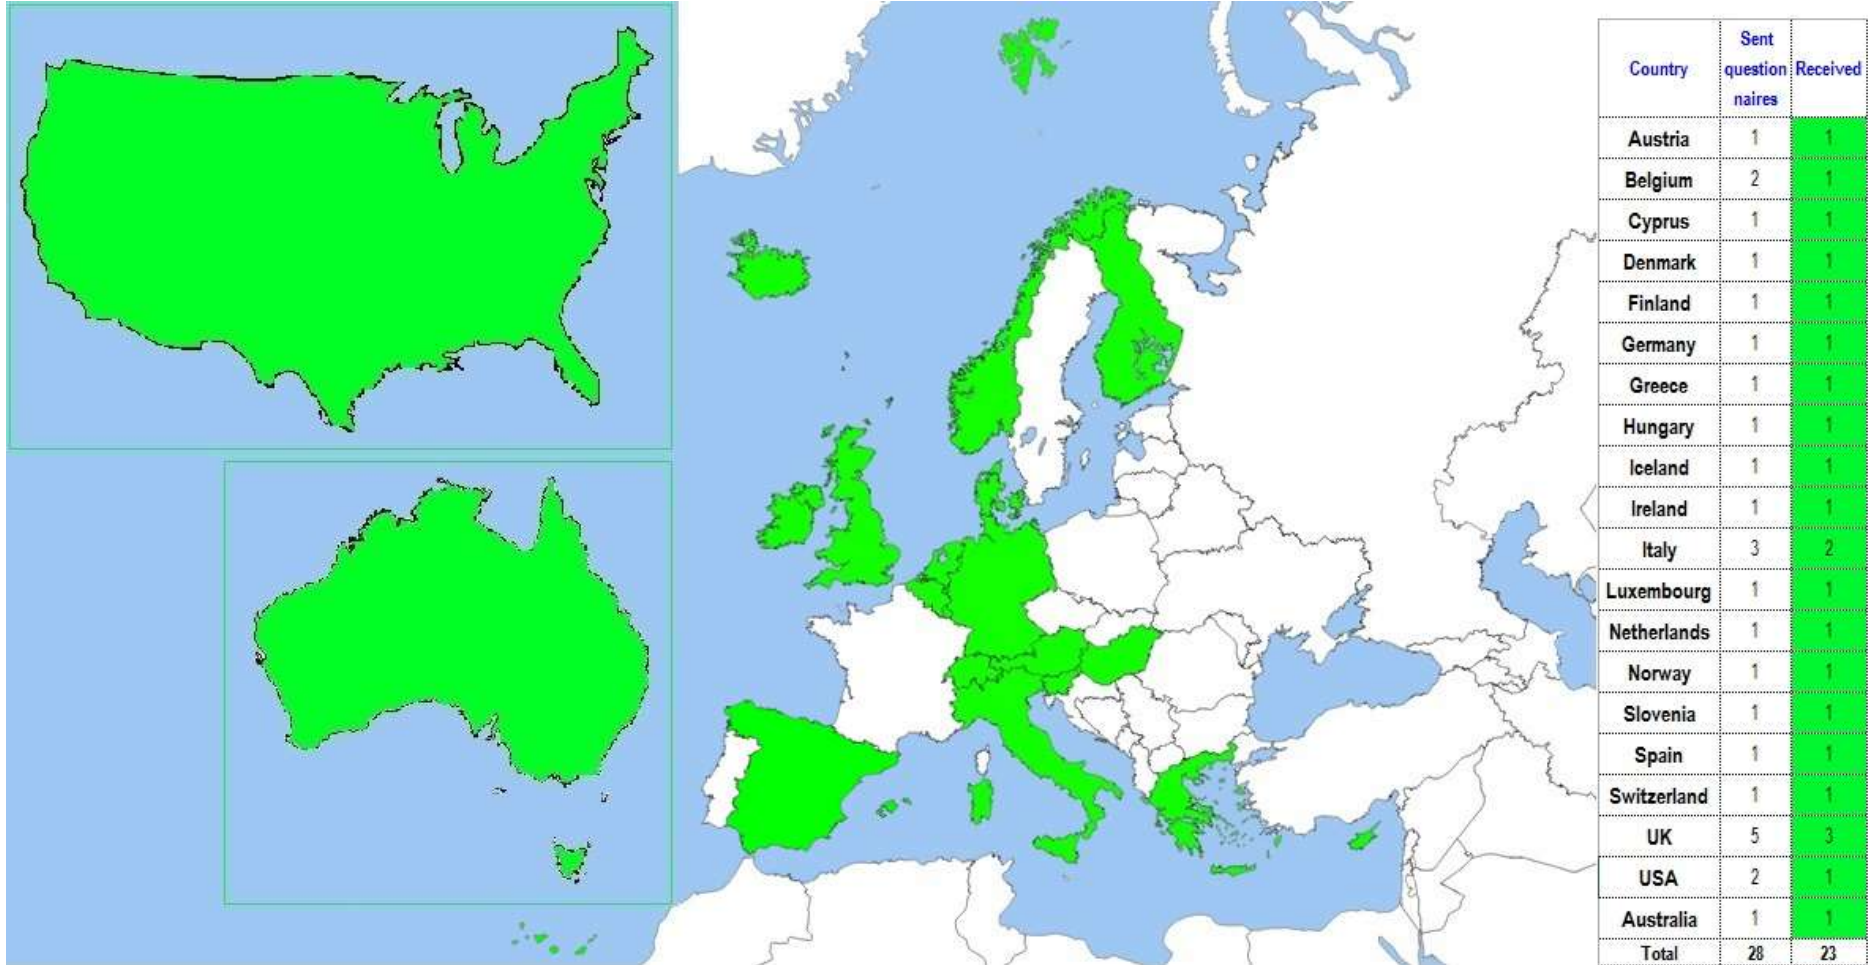 Country Sent question naires Received
Austria 1 1
Belgium 2 1
Cyprus 1 1
Denmark 1 1
Finland 1 1
Germany 1 1
Greece 1 1
Hungary 1 1
Iceland 1 1
Ireland 1 1
Italy 3 2
Luxembourg 1 1
Netherlands 1 1
Norway 1 1
Slovenia 1 1
Spain 1 1
Switzerland 1 1
UK 5 3
USA 2 1
Australia 1 1
Total 28 23